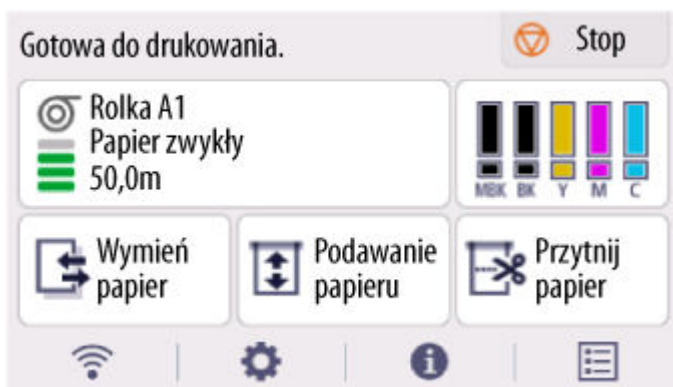 Gotowa do drukowania.
Stop
Rolka A1
Papier zwykły
50,0m
MBK BK Y M C
Wymień
papier
Podawanie
papieru
Przytnij
papier